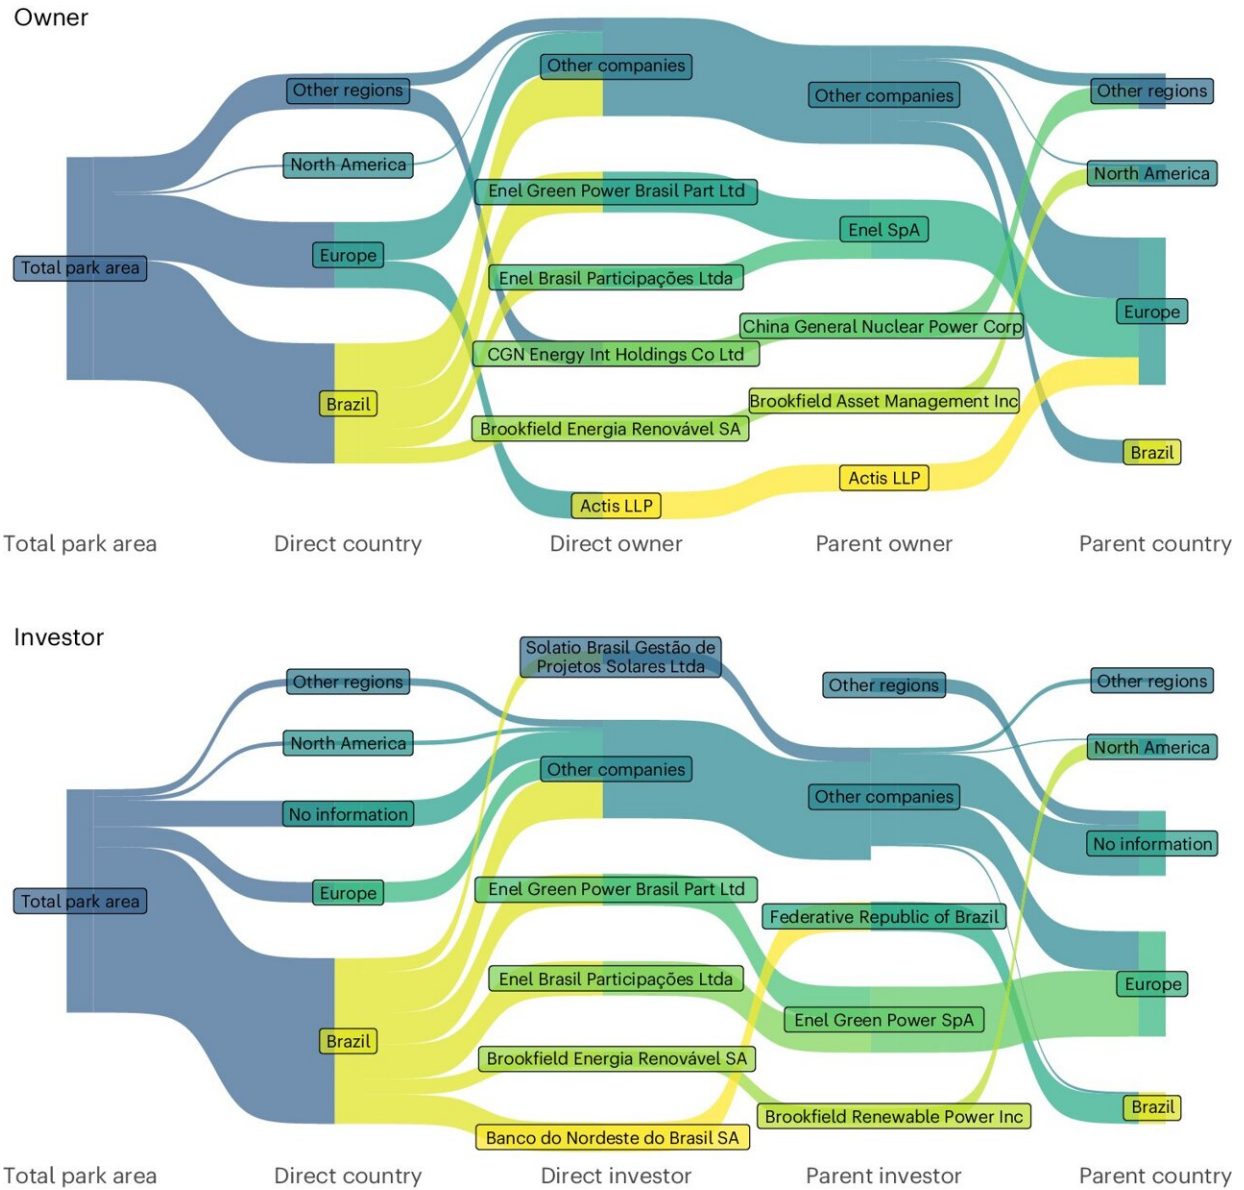 Owner
Other companies
Other regions
Other companies
Other regions
North America
North America
Enel Green Power Brasil Part Ltd
Enel SpA
Europe
Total park area
Enel Brasil Participações Ltda
Europe
China General Nuclear Power Corp
CGN Energy Int Holdings Co Ltd
Brazil
Brookfield Asset Management Inc
Brookfield Energia Renovável SA
Brazil
Actis LLP
Actis LLP
Total park area
Direct country
Direct owner
Parent owner
Parent country
Investor
Solatio Brasil Gestão de
Projetos Solares Ltda
Other regions
Other regions
Other regions
North America
North America
Other companies
Other companies
No information
No information
Europe
Enel Green Power Brasil Part Ltd
Total park area
Federative Republic of Brazil
Enel Brasil Participações Ltda
Europe
Enel Green Power SpA
Brazil
Brookfield Energia Renovável SA
Brazil
Brookfield Renewable Power Inc
Banco do Nordeste do Brasil SA
Total park area
Direct country
Direct investor
Parent investor
Parent country